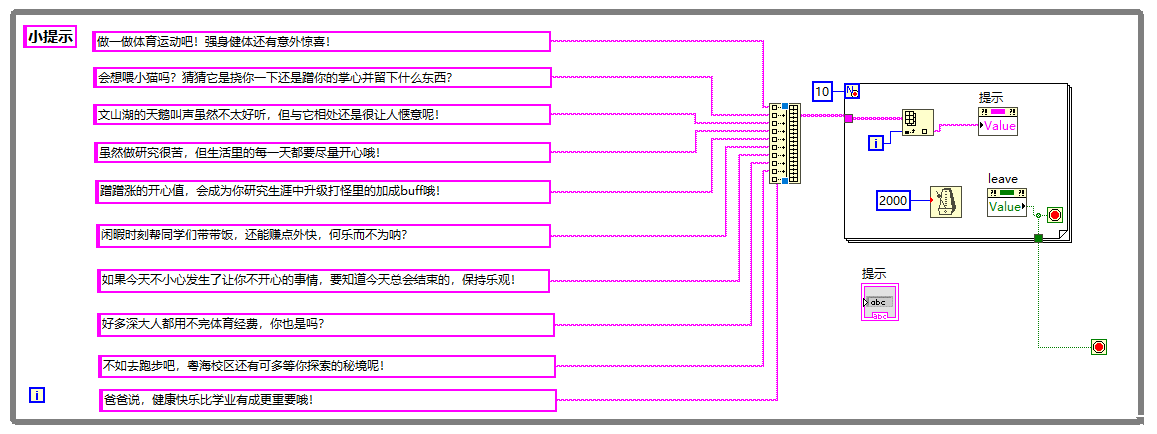 小提示
做一做体育运动吧！强身健体还有意外惊喜！
会想喂小猫吗？猜猜它是挠你一下还是蹭你的掌心并留下什么东西？
文山湖的天鹅叫声虽然不太好听，但与它相处还是很让人惬意呢！
虽然做研究很苦，但生活里的每一天都要尽量开心哦！
蹭蹭涨的开心值，会成为你研究生涯中升级打怪里的加成buff哦！
闲暇时刻帮同学们带带饭，还能赚点外快，何乐而不为呐？
如果今天不小心发生了让你不开心的事情，要知道今天总会结束的，保持乐观！
好多深大人都用不完体育经费，你也是吗？
不如去跑步吧，粤海校区还有可多等你探索的秘境呢！
爸爸说，健康快乐比学业有成更重要哦！
i
10
N
i
提示
?! ?!
Value
2000
leave
?! ?!
Value
提示
abc
abc